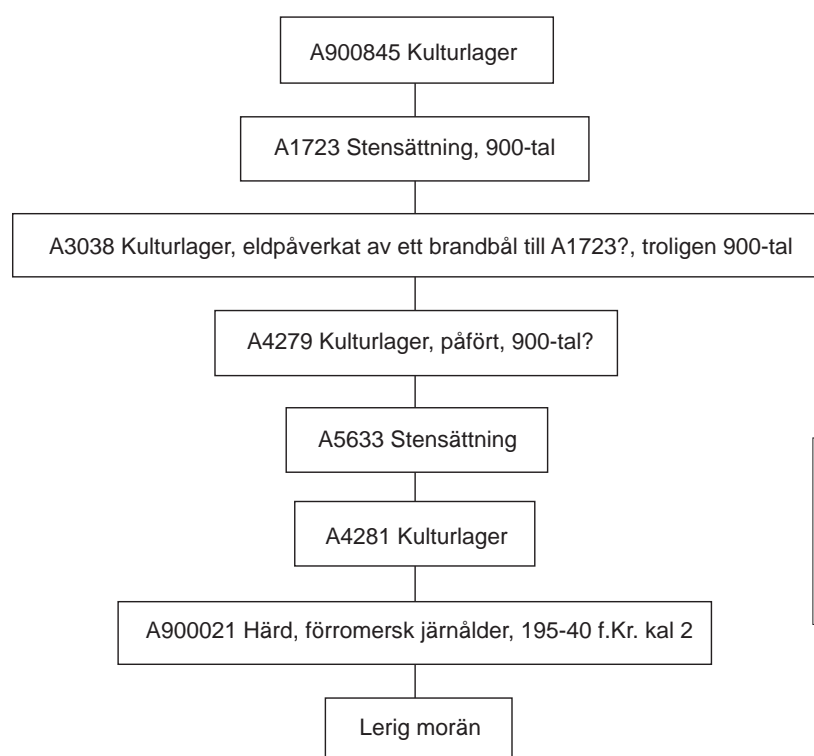 A900845 Kulturlager
A1723 Stensättning, 900-tal
A3038 Kulturlager, eldpåverkat av ett brandbål till A1723?, troligen 900-tal
A4279 Kulturlager, påfört, 900-tal?
A5633 Stensättning
A4281 Kulturlager
A900021 Härd, förromersk järnålder, 195-40 f.Kr. kal 2
Lerig morän